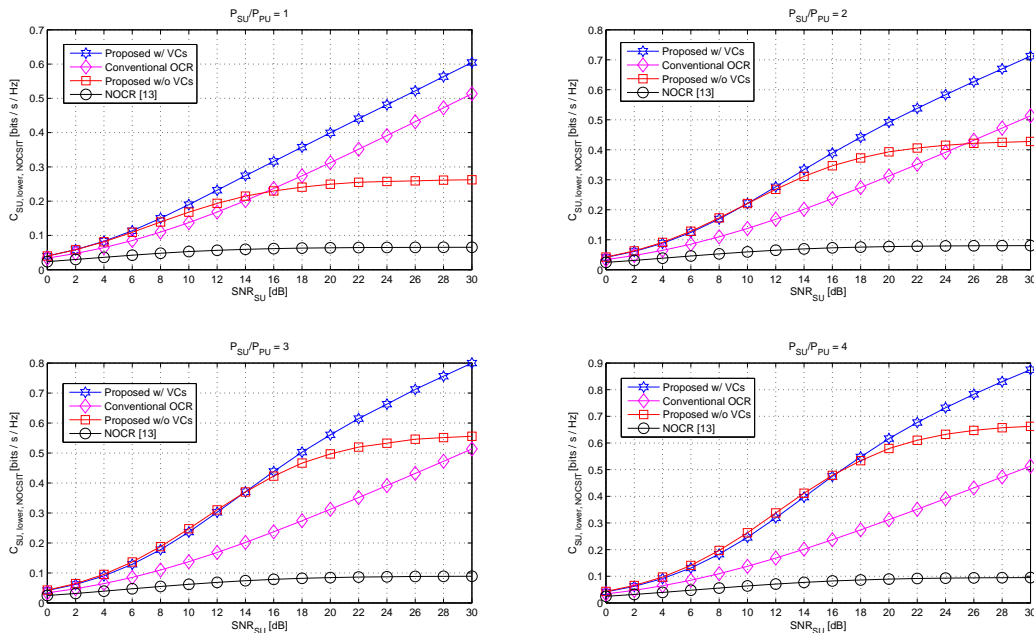 P_SU/P_PU = 1
0.7
0.6
0.5
0.4
0.3
0.2
0.1
0
C_SU, lower, NOCSIT [bits / s / Hz]
Proposed w/ VCs
Conventional OCR
Proposed w/o VCs
NOCR [13]
0 2 4 6 8 10 12 14 16 18 20 22 24 26 28 30
SNR_SU [dB]
P_SU/P_PU = 2
0.8
0.7
0.6
0.5
0.4
0.3
0.2
0.1
0
C_SU, lower, NOCSIT [bits / s / Hz]
Proposed w/ VCs
Conventional OCR
Proposed w/o VCs
NOCR [13]
0 2 4 6 8 10 12 14 16 18 20 22 24 26 28 30
SNR_SU [dB]
P_SU/P_PU = 3
0.8
0.7
0.6
0.5
0.4
0.3
0.2
0.1
0
C_SU, lower, NOCSIT [bits / s / Hz]
Proposed w/ VCs
Conventional OCR
Proposed w/o VCs
NOCR [13]
0 2 4 6 8 10 12 14 16 18 20 22 24 26 28 30
SNR_SU [dB]
P_SU/P_PU = 4
0.9
0.8
0.7
0.6
0.5
0.4
0.3
0.2
0.1
0
C_SU, lower, NOCSIT [bits / s / Hz]
Proposed w/ VCs
Conventional OCR
Proposed w/o VCs
NOCR [13]
0 2 4 6 8 10 12 14 16 18 20 22 24 26 28 30
SNR_SU [dB]